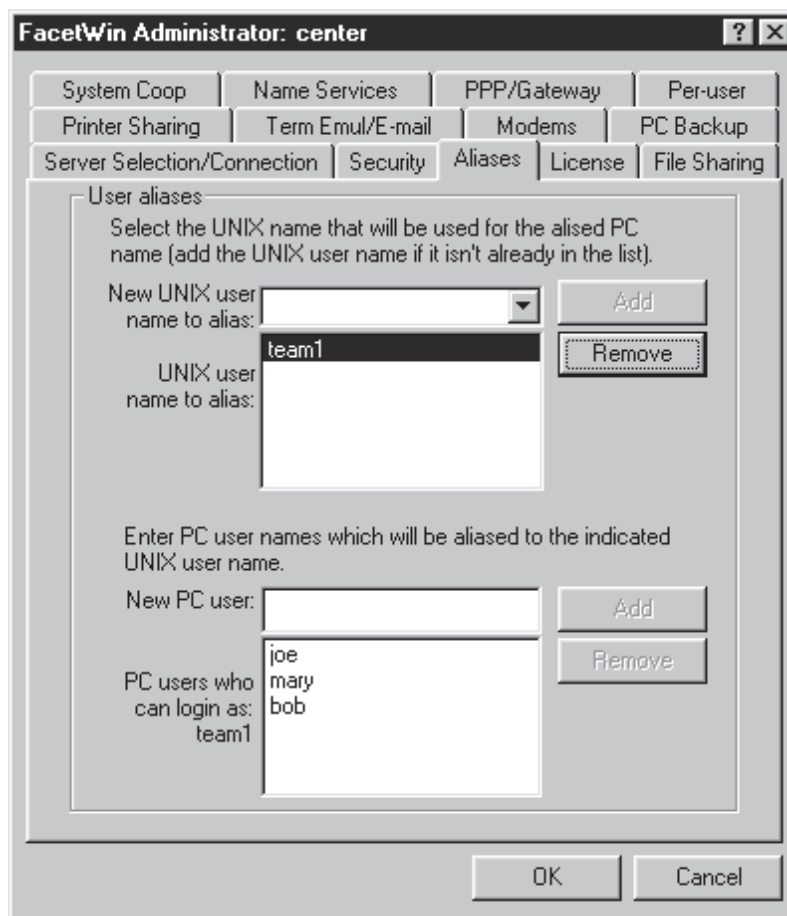 FacetWin Administrator: center
? X
System Coop Name Services PPP/Gateway Per-user
Printer Sharing Term Emul/E-mail Modems PC Backup
Server Selection/Connection Security Aliases License File Sharing
User aliases
Select the UNIX name that will be used for the alised PC
name (add the UNIX user name if it isn't already in the list).
New UNIX user
name to alias:
Add
team1
Remove
UNIX user
name to alias:
Enter PC user names which will be aliased to the indicated
UNIX user name.
New PC user:
Add
joe
mary
bob
Remove
PC users who
can login as:
team1
OK Cancel